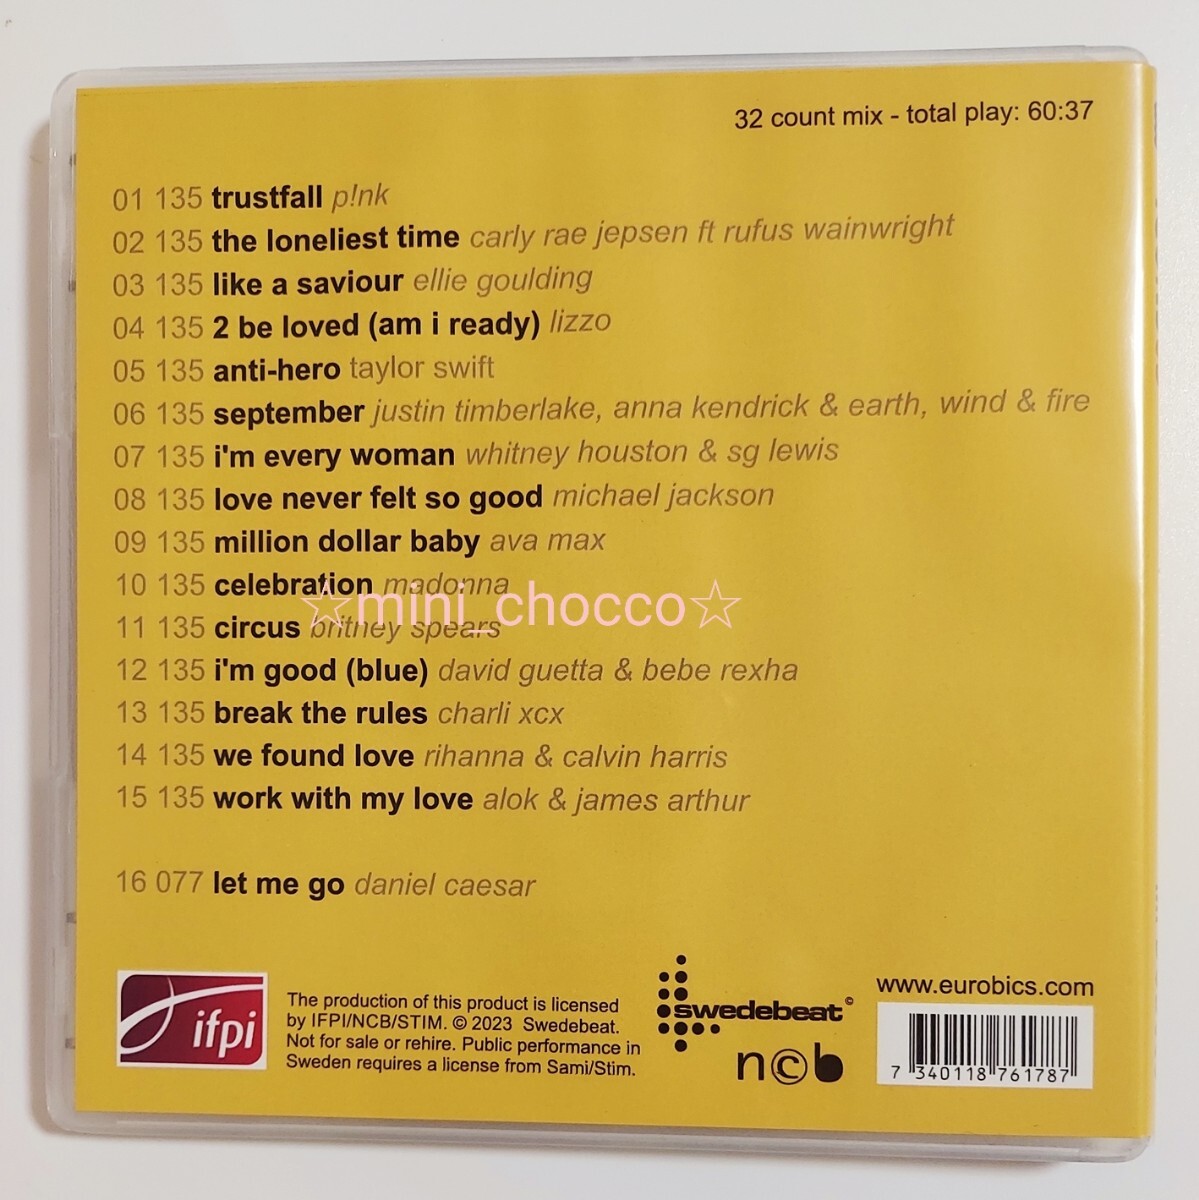 32 count mix - total play: 60:37
01 135 trustfall p!nk
02 135 the loneliest time carly rae jepsen ft rufus wainwright
03 135 like a saviour ellie goulding
04 135 2 be loved (am i ready) lizzo
05 135 anti-hero taylor swift
06 135 september justin timberlake, anna kendrick & earth, wind & fire
07 135 i'm every woman whitney houston & sg lewis
08 135 love never felt so good michael jackson
09 135 million dollar baby ava max
10 135 celebration madonna
☆mini_chocco☆
11 135 circus britney spears
12 135 i'm good (blue) david guetta & bebe rexha
13 135 break the rules charli xcx
14 135 we found love rihanna & calvin harris
15 135 work with my love alok & james arthur
16 077 let me go daniel caesar
ifpi
The production of this product is licensed
by IFPI/NCB/STIM. © 2023 Swedebeat.
Not for sale or rehire. Public performance in
Sweden requires a license from Sami/Stim.
swedebeat©
n©b
www.eurobics.com
7 340118 761787